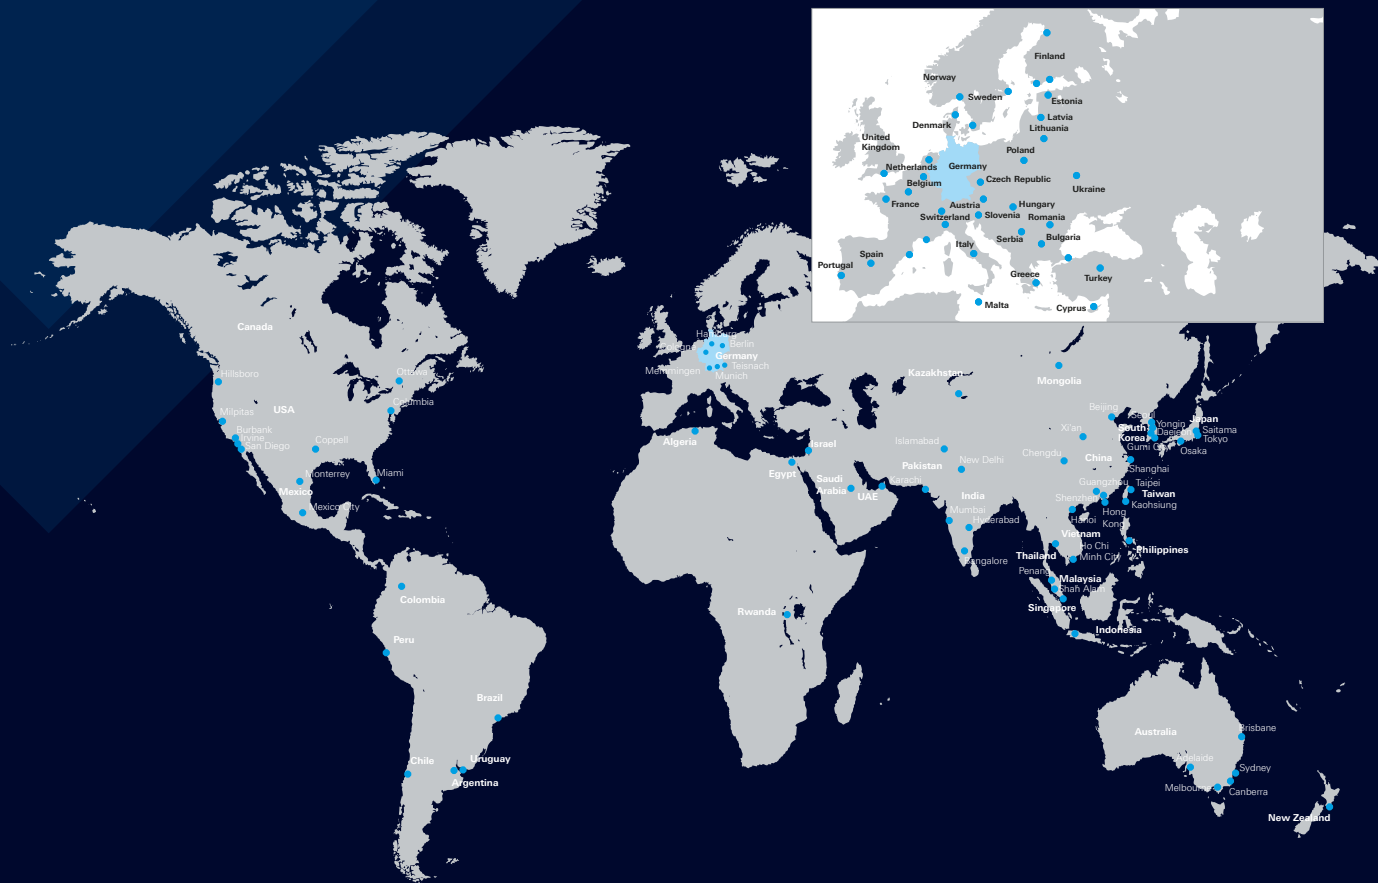 Finland
Norway
Sweden
Estonia
Latvia
Denmark
Lithuania
United
Kingdom
Poland
Netherlands
Germany
Belgium
Czech Republic
Ukraine
France
Austria
Hungary
Switzerland
Slovenia
Romania
Serbia
Bulgaria
Italy
Spain
Portugal
Greece
Turkey
Malta
Cyprus
Canada
Hillsboro
Ottawa
USA
Columbia
Milpitas
Burbank
Irvine
San Diego
Coppell
Monterrey
Miami
Mexico
Mexico City
Colombia
Peru
Brazil
Chile
Uruguay
Argentina
Hamburg
Berlin
Cologne
Germany
Teisnach
Memmingen
Munich
Algeria
Israel
Egypt
Saudi
Arabia
UAE
Rwanda
Kazakhstan
Mongolia
Islamabad
Pakistan
New Delhi
Karachi
India
Mumbai
Hyderabad
Bangalore
Beijing
Xi'an
Chengdu
China
Seoul
Yongin
South
Korea
Daejeon
Gumi City
Japan
Saitama
Tokyo
Osaka
Shanghai
Guangzhou
Taipei
Shenzhen
Taiwan
Kaohsiung
Hong
Kong
Hanoi
Vietnam
Ho Chi
Minh City
Thailand
Philippines
Penang
Malaysia
Shah Alam
Singapore
Indonesia
Australia
Brisbane
Adelaide
Sydney
Melbourne
Canberra
New Zealand